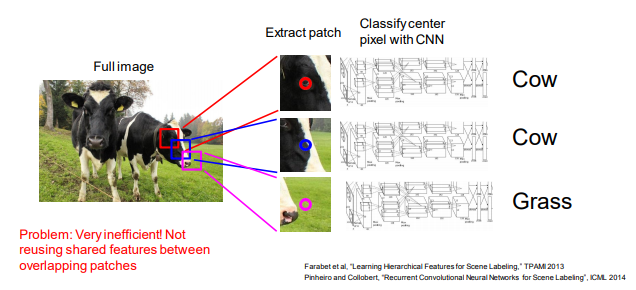 Full image
Extract patch
Classify center
pixel with CNN
Cow
Cow
Grass
Problem: Very inefficient! Not
reusing shared features between
overlapping patches
Farabet et al, "Learning Hierarchical Features for Scene Labeling," TPAMI 2013
Pinheiro and Collobert, "Recurrent Convolutional Neural Networks for Scene Labeling", ICML 2014